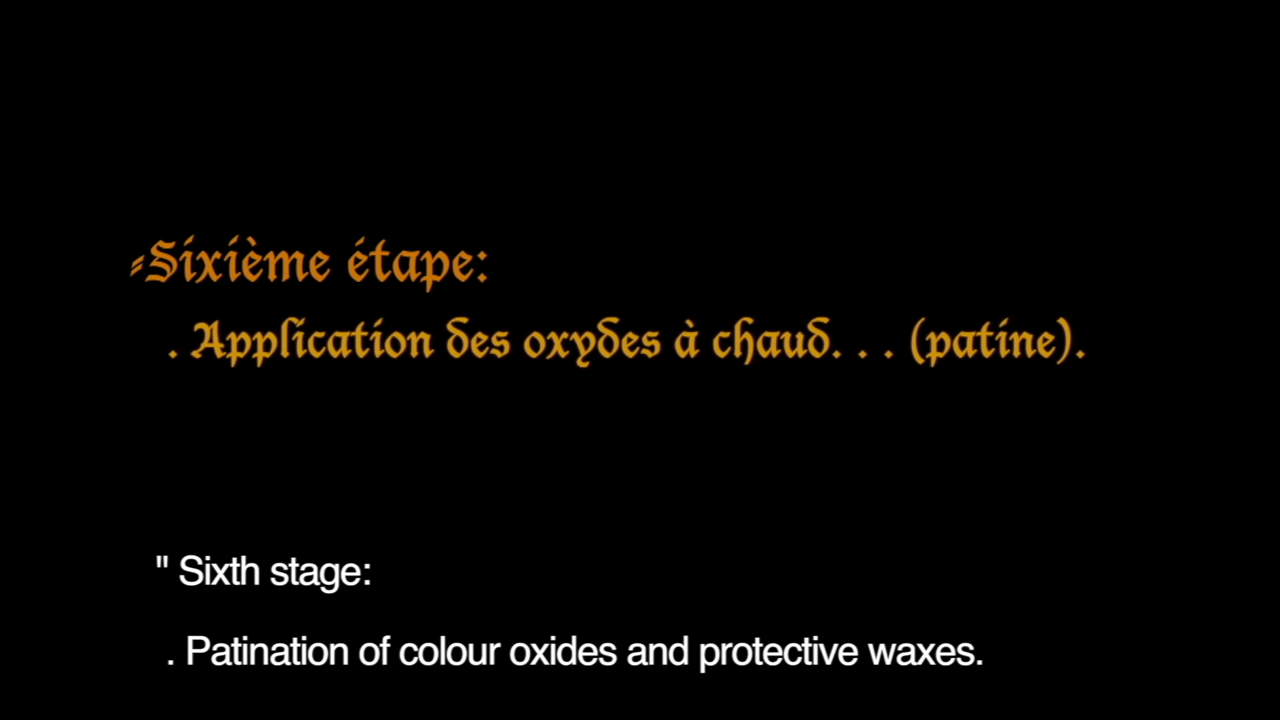 -Sixième étape:
. Application des oxydes à chaud. . . (patine).
" Sixth stage:
. Patination of colour oxides and protective waxes.